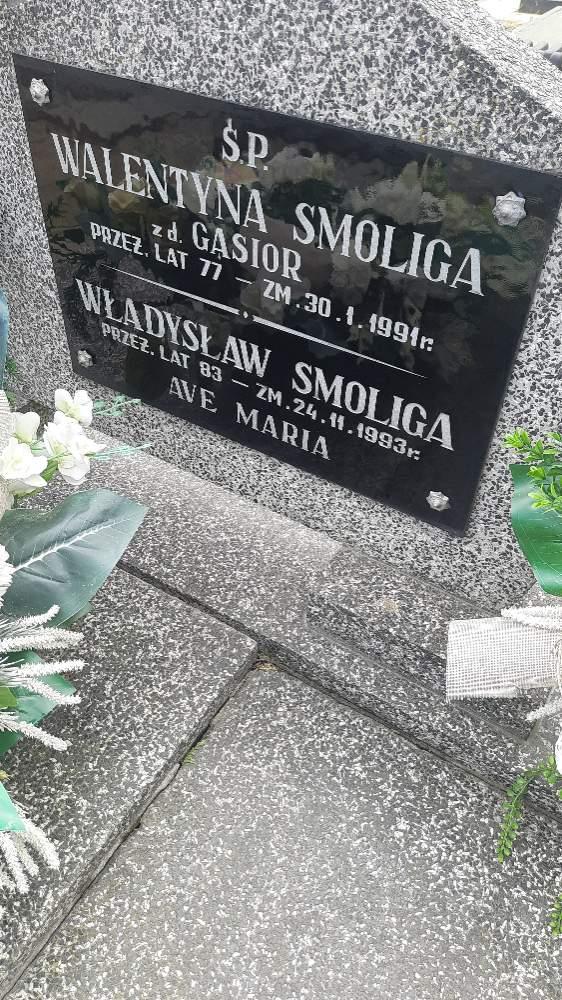 Ś.P.
WALENTYNA SMOLIGA
z d. GĄSIOR
PRZEŻ. LAT 77 – ZM. 30.1.1991r.
WŁADYSŁAW SMOLIGA
PRZEŻ. LAT 83 – ZM. 24.11.1993r.
AVE MARIA